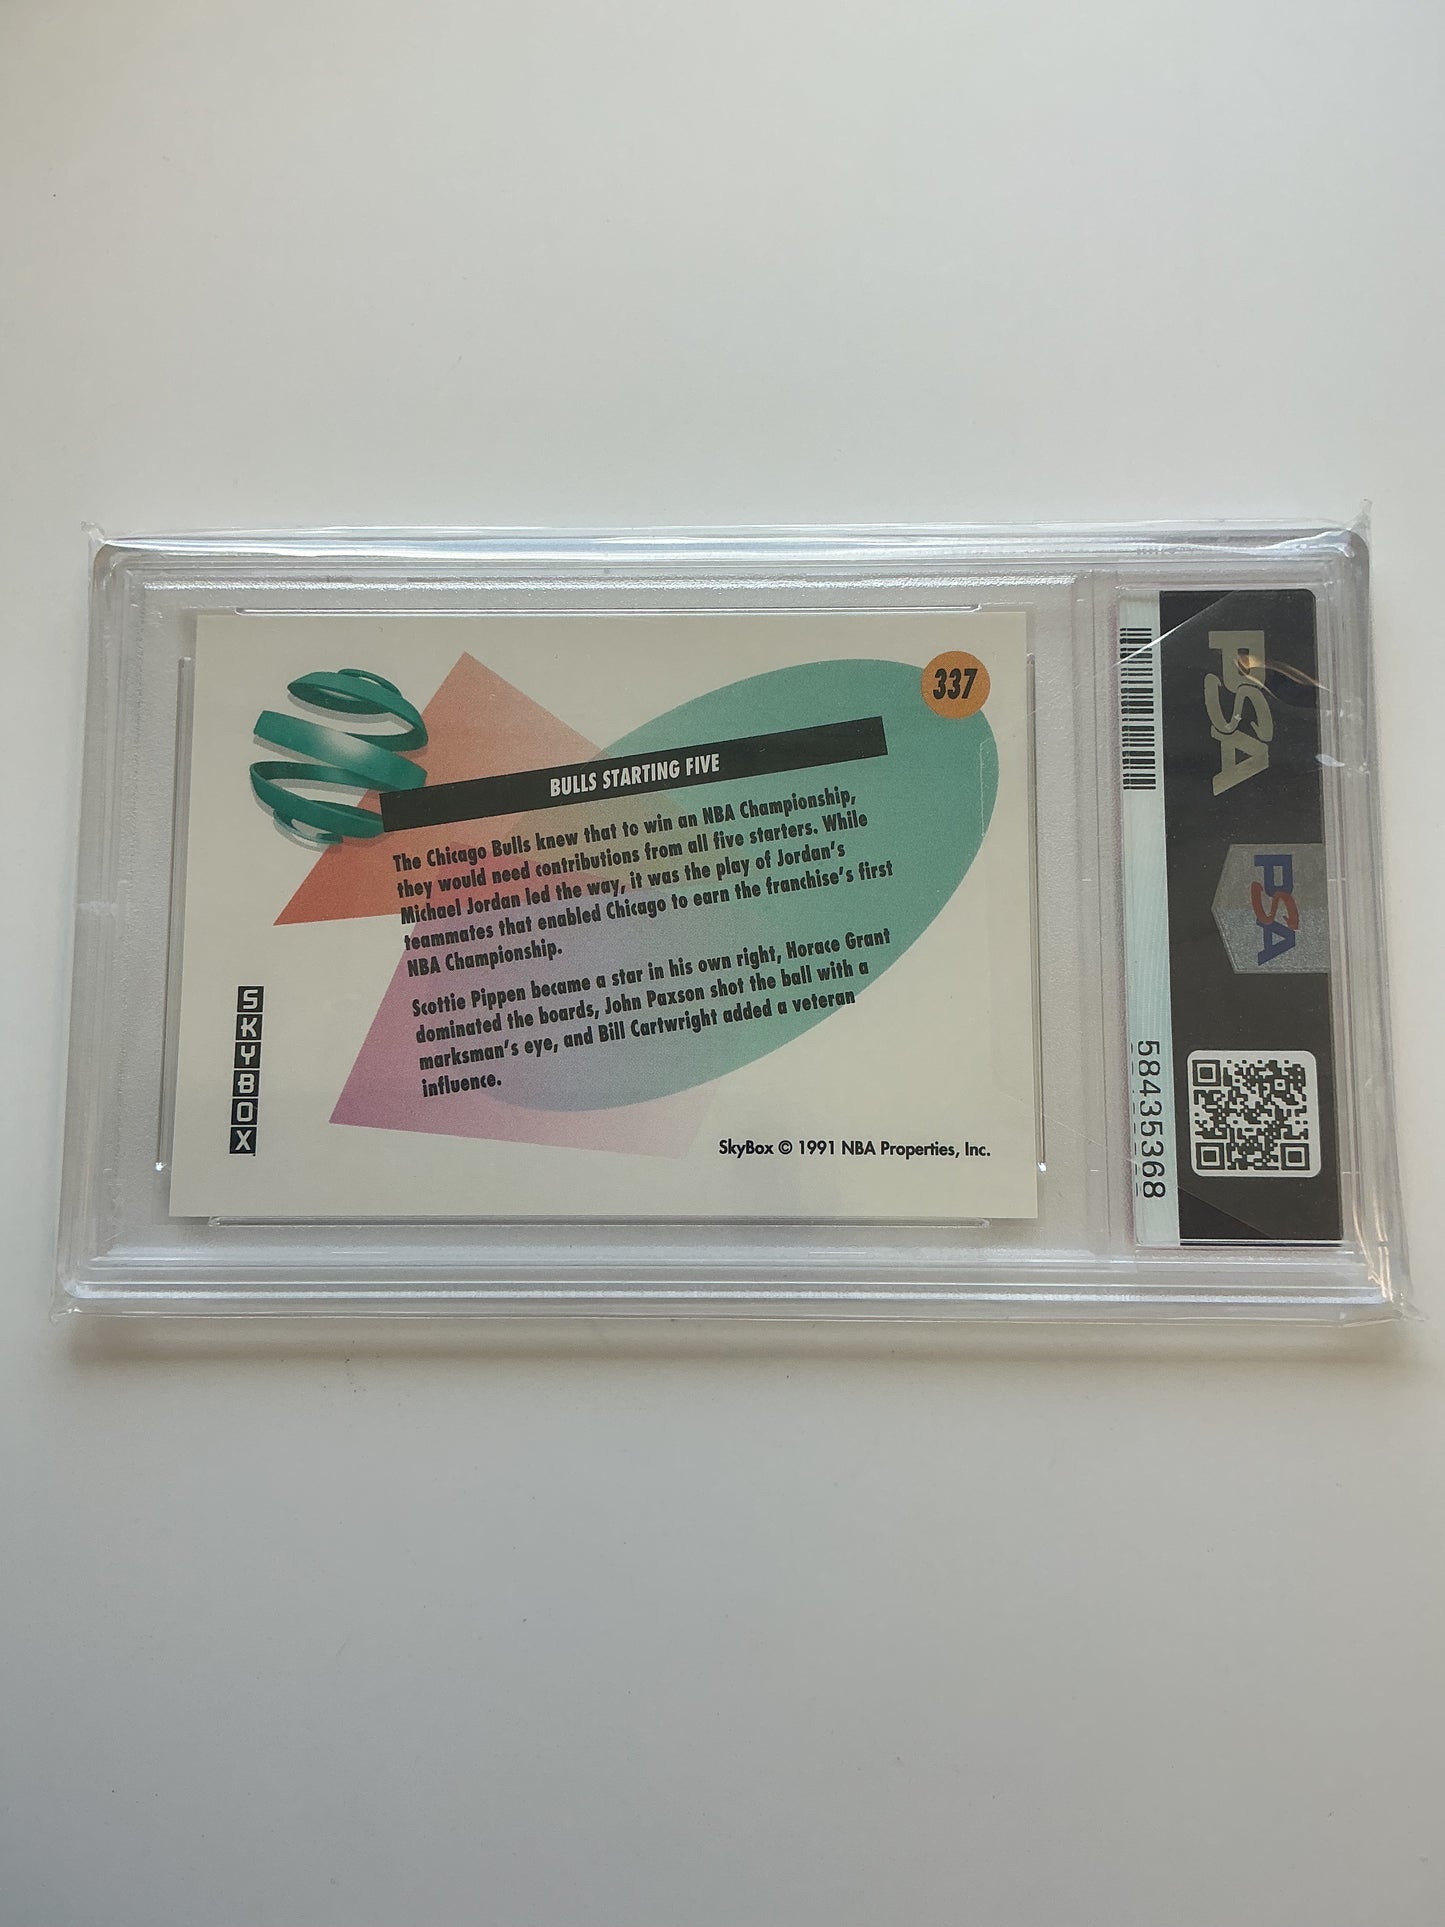 337
BULLS STARTING FIVE
The Chicago Bulls knew that to win an NBA Championship,
they would need contributions from all five starters. While
Michael Jordan led the way, it was the play of Jordan's
teammates that enabled Chicago to earn the franchise's first
NBA Championship.
Scottie Pippen became a star in his own right, Horace Grant
dominated the boards, John Paxson shot the ball with a
marksman's eye, and Bill Cartwright added a veteran
influence.
SKYBOX
SkyBox © 1991 NBA Properties, Inc.
PSA
PSA
58435368